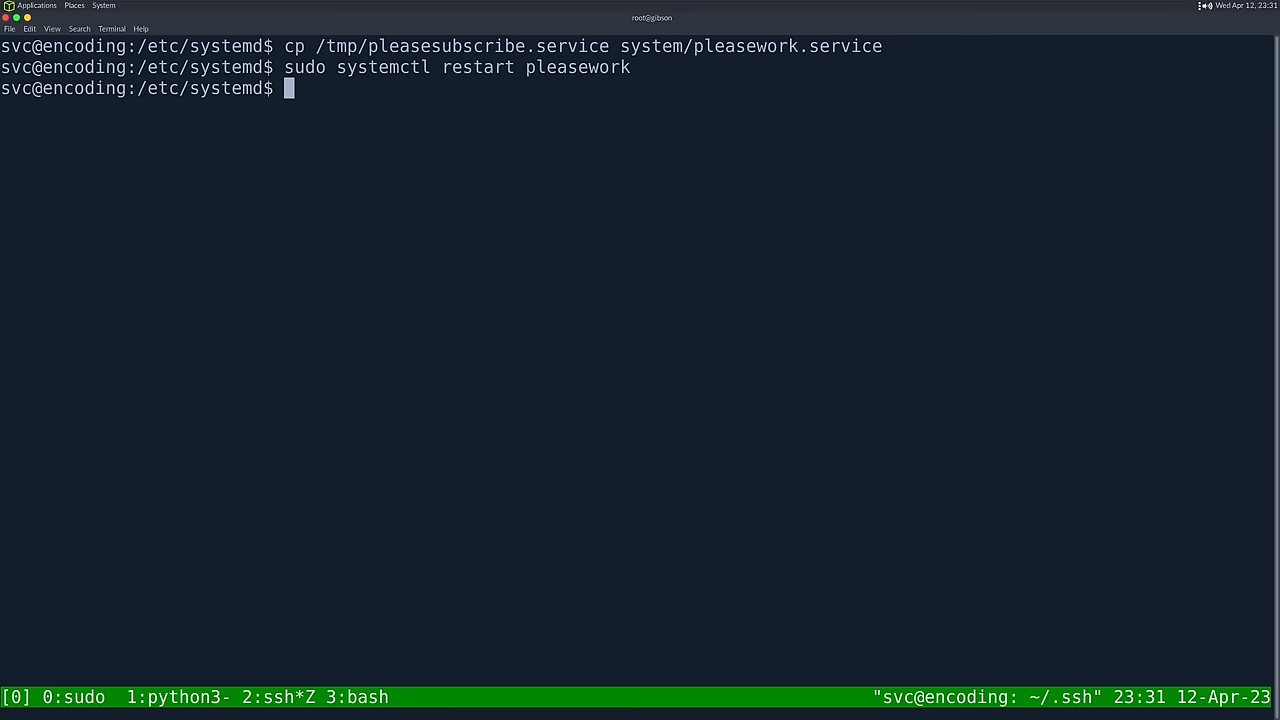 Applications Places System
Wed Apr 12, 23:31
root@gibson
File Edit View Search Terminal Help
svc@encoding:/etc/systemd$ cp /tmp/pleasesubscribe.service system/pleasework.service
svc@encoding:/etc/systemd$ sudo systemctl restart pleasework
svc@encoding:/etc/systemd$
[0] 0:sudo  1:python3- 2:ssh*Z 3:bash "svc@encoding: ~/.ssh" 23:31 12-Apr-23